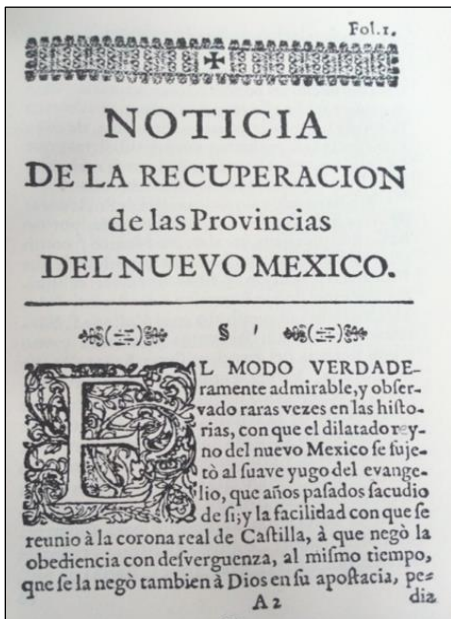 Fol. 1.
NOTICIA
DE LA RECUPERACION
de las Provincias
DEL NUEVO MEXICO.
§
EL MODO VERDADE-
ramente admirable, y obser-
vado raras vezes en las histo-
rias, con que el dilatado rey-
no del nuevo Mexico se suje-
tò al suave yugo del evange-
lio, que años pasados sacudio
de si; y la facilidad con que se
reunio à la corona real de Castilla, à que negò la
obediencia con desverguenza, al mismo tiempo,
qne se la negò tambien à Dios en su apostacia, pe=
A 2 dia